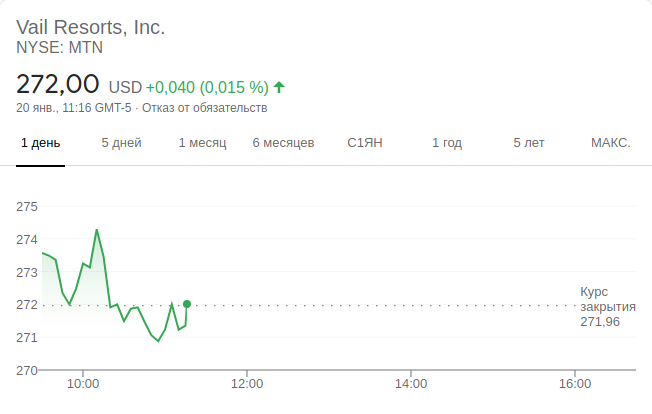 Vail Resorts, Inc.
NYSE: MTN
272,00 USD +0,040 (0,015 %)
20 янв., 11:16 GMT-5 · Отказ от обязательств
1 день 5 дней 1 месяц 6 месяцев С1ЯН 1 год 5 лет МАКС.
275
274
273
272
271
270
Курс
закрытия
271,96
10:00 12:00 14:00 16:00